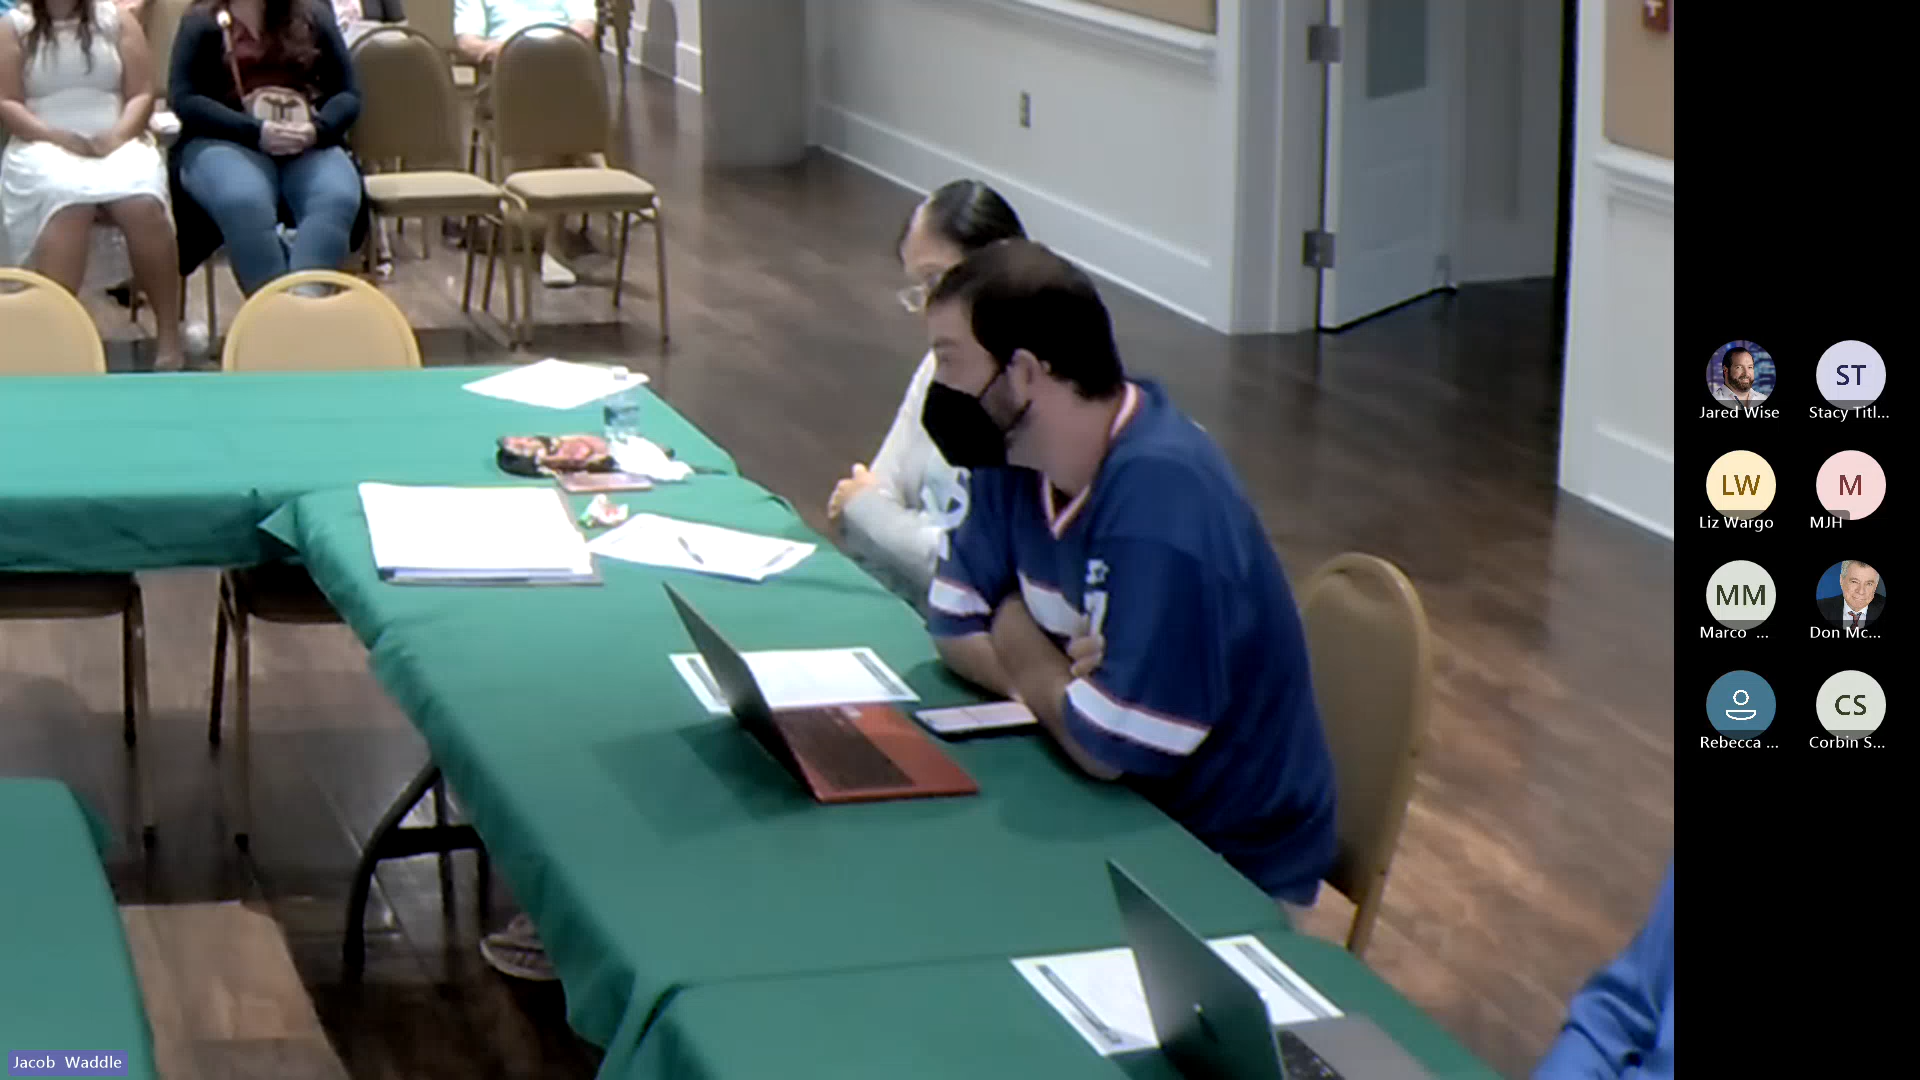 Jacob Waddle
Jared Wise
ST
Stacy Titl...
LW
Liz Wargo
M
MJH
MM
Marco ...
Don Mc...
Rebecca ...
CS
Corbin S...